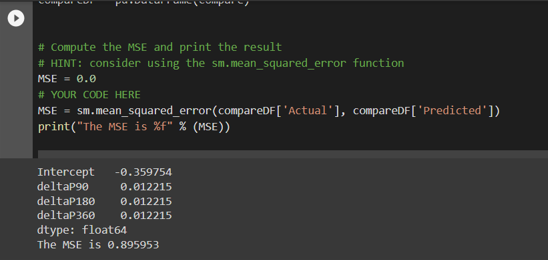 compareDF = pd.DataFrame(compare)
# Compute the MSE and print the result
# HINT: consider using the sm.mean_squared_error function
MSE = 0.0
# YOUR CODE HERE
MSE = sm.mean_squared_error(compareDF['Actual'], compareDF['Predicted'])
print("The MSE is %f" % (MSE))
Intercept -0.359754
deltaP90 0.012215
deltaP180 0.012215
deltaP360 0.012215
dtype: float64
The MSE is 0.895953